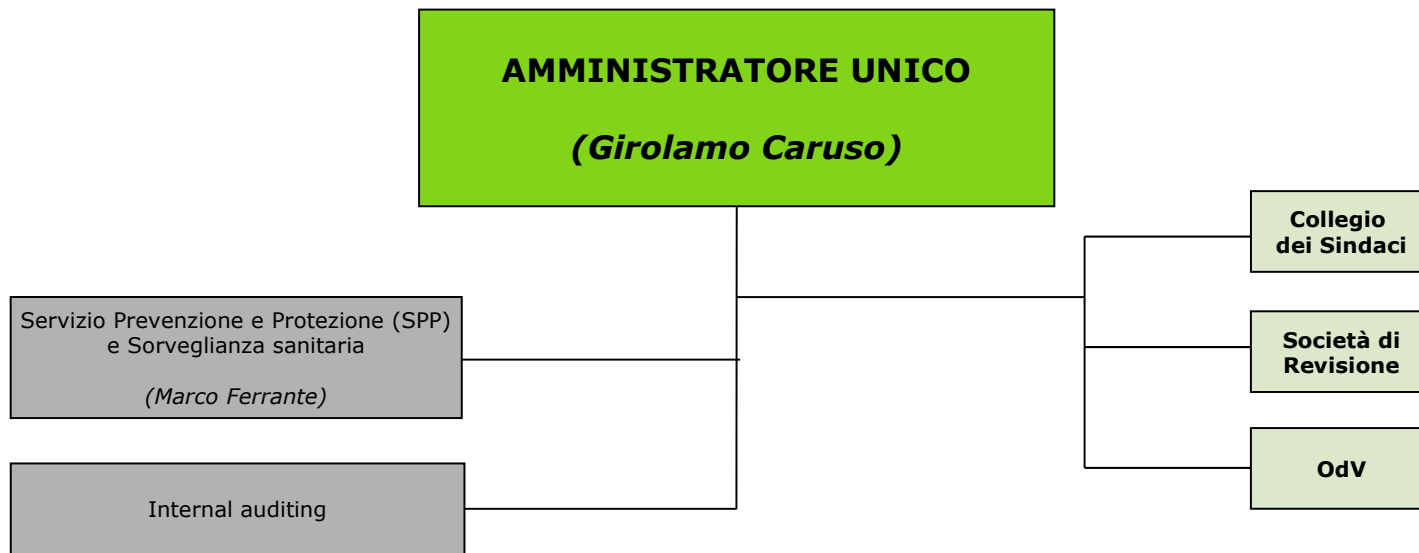 AMMINISTRATORE UNICO
(Girolamo Caruso)
Collegio
dei Sindaci
Servizio Prevenzione e Protezione (SPP)
e Sorveglianza sanitaria
(Marco Ferrante)
Società di
Revisione
OdV
Internal auditing